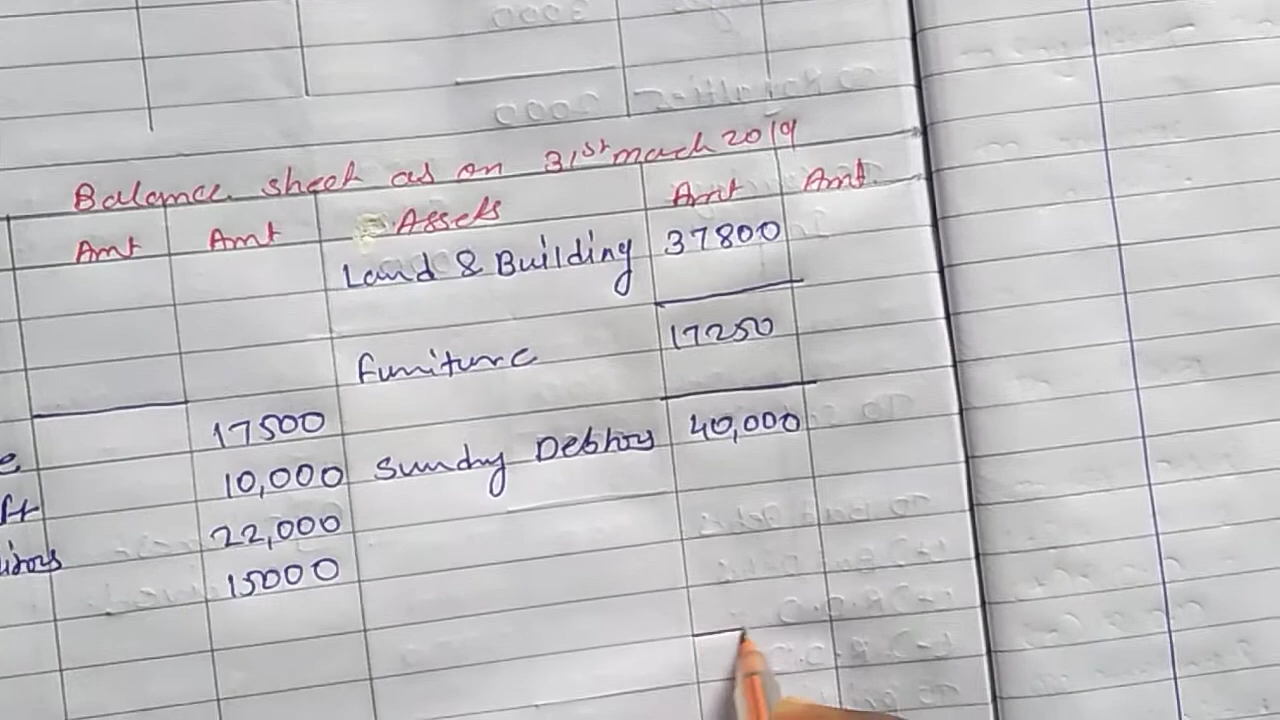 Balance sheet as on 31st march 2019
Amt Amt Assets Amt Amt
Land & Building 37800
17250
Funiture
17500
10,000 Sundry Debtors 40,000
22,000
15000